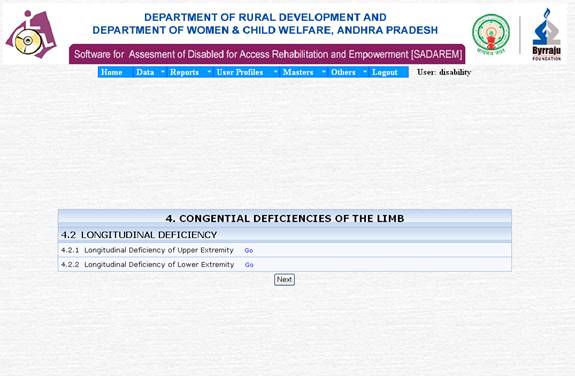 DEPARTMENT OF RURAL DEVELOPMENT AND
DEPARTMENT OF WOMEN & CHILD WELFARE, ANDHRA PRADESH
Software for Assesment of Disabled for Access Rehabilitation and Empowerment [SADAREM]
Byrraju
FOUNDATION
Home Data Reports User Profiles Masters Others Logout User: disability
4. CONGENTIAL DEFICIENCIES OF THE LIMB
4.2 LONGITUDINAL DEFICIENCY
4.2.1 Longitudinal Deficiency of Upper Extremity Go
4.2.2 Longitudinal Deficiency of Lower Extremity Go
Next